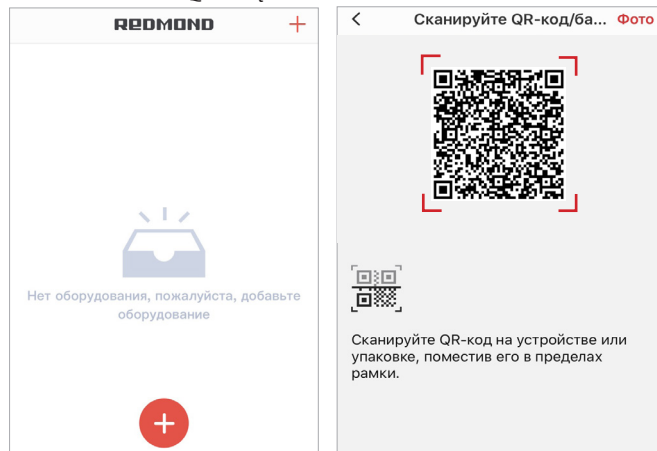 REDMOND
Нет оборудования, пожалуйста, добавьте
оборудование
Сканируйте QR-код/ба... Фото
Сканируйте QR-код на устройстве или
упаковке, поместив его в пределах
рамки.